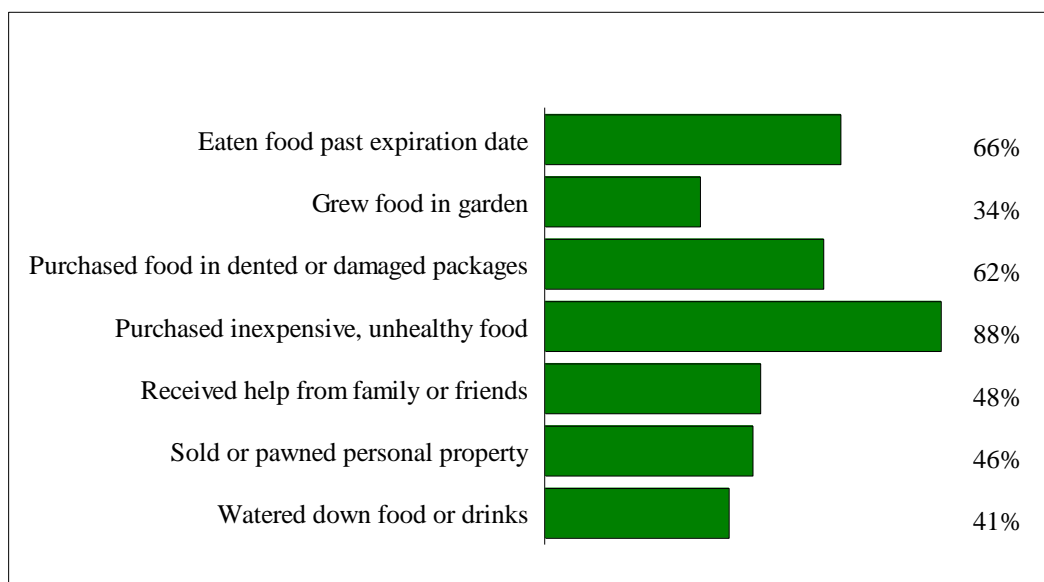 Eaten food past expiration date 66%
Grew food in garden 34%
Purchased food in dented or damaged packages 62%
Purchased inexpensive, unhealthy food 88%
Received help from family or friends 48%
Sold or pawned personal property 46%
Watered down food or drinks 41%